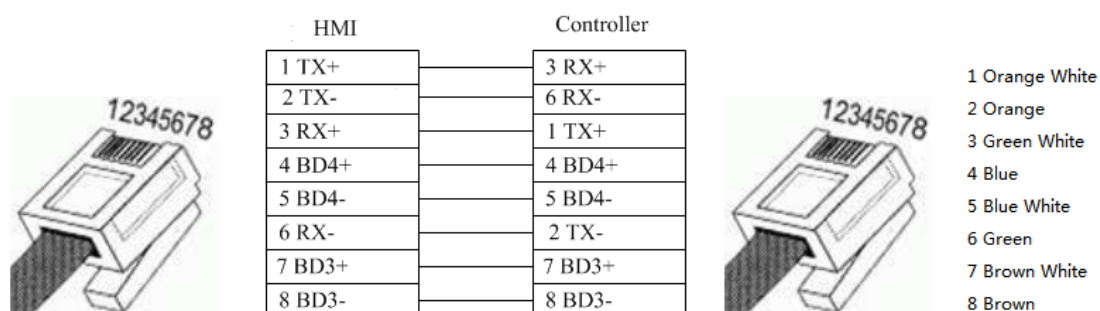 HMI
Controller
1 TX+
3 RX+
2 TX-
6 RX-
3 RX+
1 TX+
4 BD4+
4 BD4+
5 BD4-
5 BD4-
6 RX-
2 TX-
7 BD3+
7 BD3+
8 BD3-
8 BD3-
12345678
12345678
1 Orange White
2 Orange
3 Green White
4 Blue
5 Blue White
6 Green
7 Brown White
8 Brown